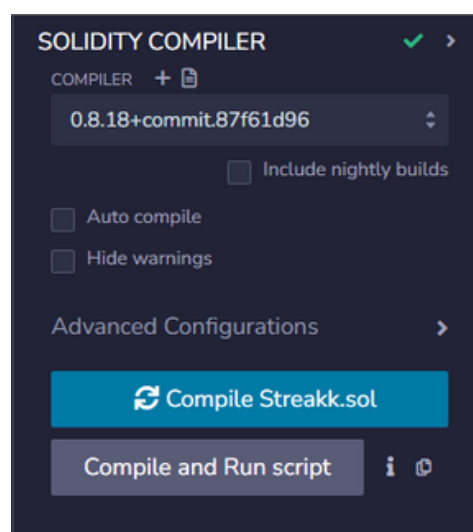 SOLIDITY COMPILER
COMPILER
0.8.18+commit.87f61d96
Include nightly builds
Auto compile
Hide warnings
Advanced Configurations
Compile Streakk.sol
Compile and Run script